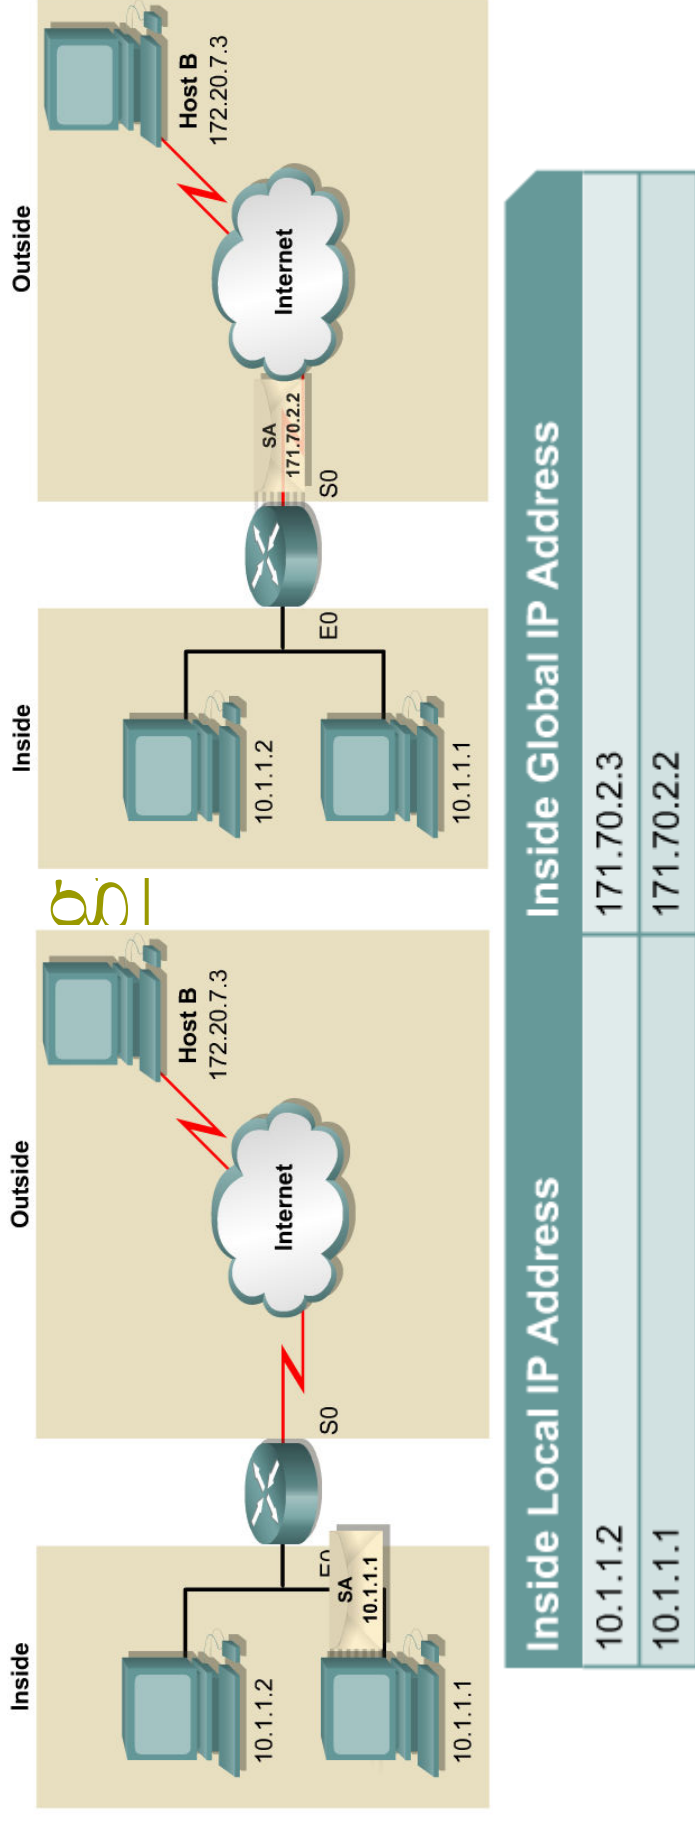 Inside
Outside
Host B
172.20.7.3
10.1.1.2
Internet
E0
S0
SA
10.1.1.1
10.1.1.1
g
Inside
Outside
Host B
172.20.7.3
10.1.1.2
Internet
SA
171.70.2.2
E0
S0
10.1.1.1
Inside Local IP Address Inside Global IP Address
10.1.1.2 171.70.2.3
10.1.1.1 171.70.2.2